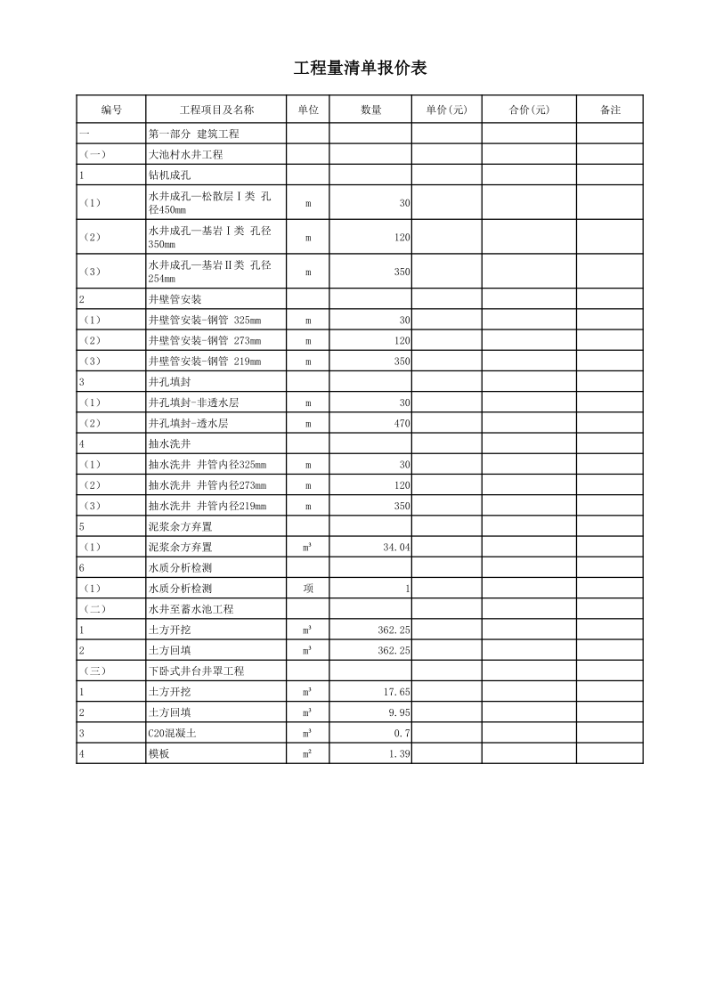 工程量清单报价表
编号 工程项目及名称 单位 数量 单价(元) 合价(元) 备注
一 第一部分 建筑工程
（一） 大池村水井工程
1 钻机成孔
（1） 水井成孔—松散层Ⅰ类 孔
径450mm m 30
（2） 水井成孔—基岩Ⅰ类 孔径
350mm m 120
（3） 水井成孔—基岩Ⅱ类 孔径
254mm m 350
2 井壁管安装
（1） 井壁管安装-钢管 325mm m 30
（2） 井壁管安装-钢管 273mm m 120
（3） 井壁管安装-钢管 219mm m 350
3 井孔填封
（1） 井孔填封-非透水层 m 30
（2） 井孔填封-透水层 m 470
4 抽水洗井
（1） 抽水洗井 井管内径325mm m 30
（2） 抽水洗井 井管内径273mm m 120
（3） 抽水洗井 井管内径219mm m 350
5 泥浆余方弃置
（1） 泥浆余方弃置 m³ 34.04
6 水质分析检测
（1） 水质分析检测 项 1
（二） 水井至蓄水池工程
1 土方开挖 m³ 362.25
2 土方回填 m³ 362.25
（三） 下卧式井台井罩工程
1 土方开挖 m³ 17.65
2 土方回填 m³ 9.95
3 C20混凝土 m³ 0.7
4 模板 m² 1.39